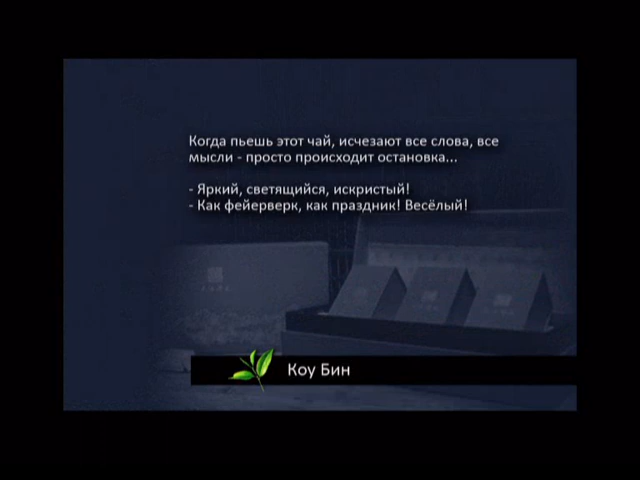 Когда пьешь этот чай, исчезают все слова, все
мысли - просто происходит остановка...
- Яркий, светящийся, искристый!
- Как фейерверк, как праздник! Весёлый!
Коу Бин